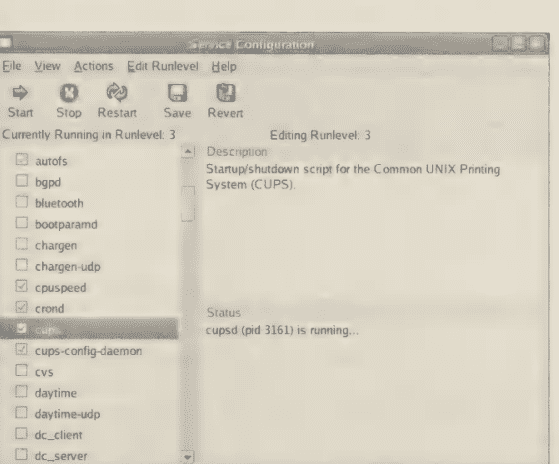 Service Configuration
File View Actions Edit Runlevel Help
Start Stop Restart Save Revert
Currently Running in Runlevel: 3 Editing Runlevel: 3
autofs
bgpd
bluetooth
bootparamd
chargen
chargen-udp
cpuspeed
crond
cups
cups-config-daemon
cvs
daytime
daytime-udp
dc_client
dc_server
Description
Startup/shutdown script for the Common UNIX Printing
System (CUPS).
Status
cupsd (pid 3161) is running...